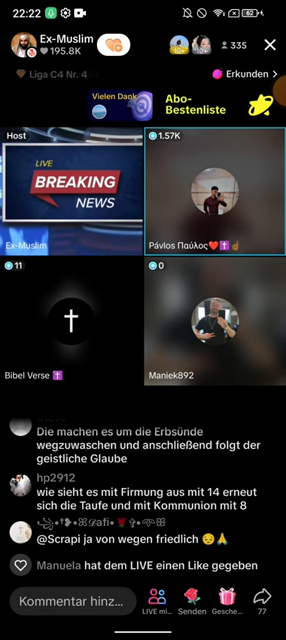 22:22
62
Ex-Muslim
195.8K
335
Liga C4 Nr. 4
Erkunden >
Vielen Dank
Abo-
Bestenliste
Host
1.57K
LIVE
BREAKING
NEWS
Ex-Muslim
Pávlos Παύλος❤️✝️☝🏽
11
0
Bibel Verse ✝️
Maniek892
Die machen es um die Erbsünde
wegzuwaschen und anschließend folgt der
geistliche Glaube
hp2912
wie sieht es mit Firmung aus mit 14 erneut
sich die Taufe und mit Kommunion mit 8
@Scrapi ja von wegen friedlich 😔🙏
Manuela hat dem LIVE einen Like gegeben
Kommentar hinz...
LIVE mi...
Senden
Gesche...
77